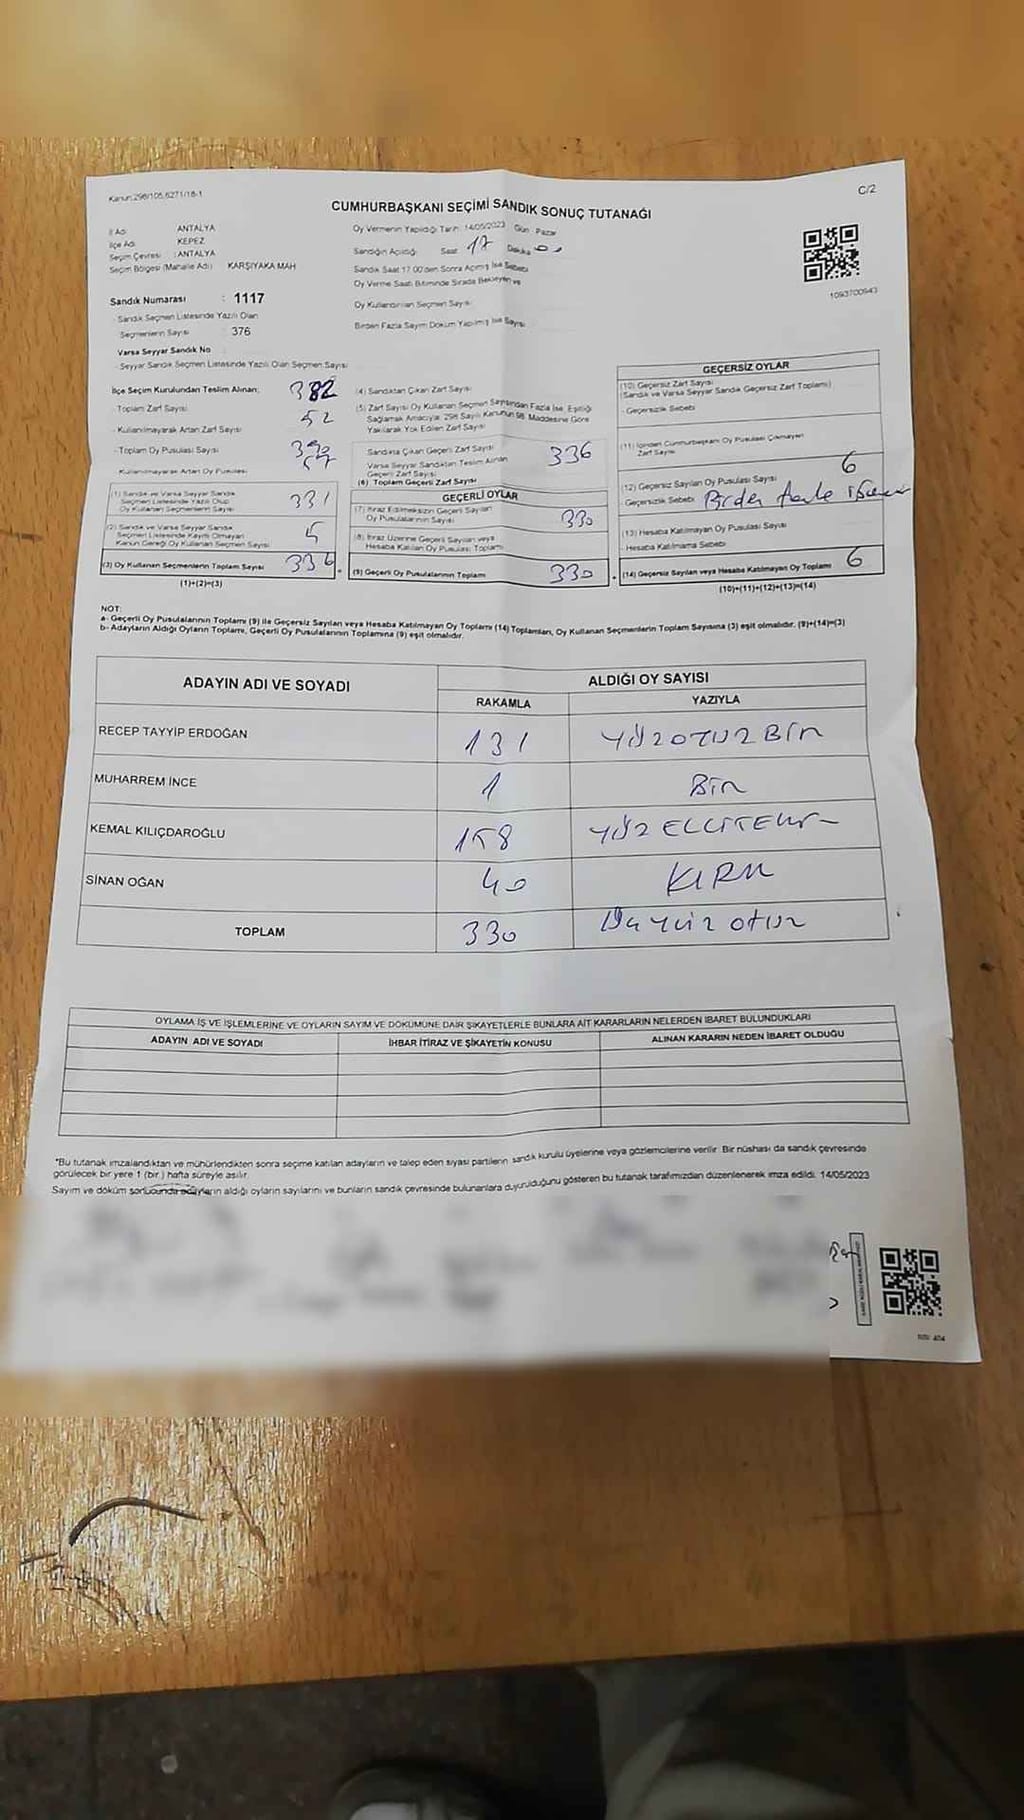 Kanun:298/105,6271/18-1
C/2
CUMHURBAŞKANI SEÇİMİ SANDIK SONUÇ TUTANAĞI
İl Adı ANTALYA
İlçe Adı KEPEZ
Seçim Çevresi : ANTALYA
Seçim Bölgesi (Mahalle Adı) KARŞIYAKA MAH
Sandık Numarası : 1117
Sandık Seçmen Listesinde Yazılı Olan
Seçmenlerin Sayısı : 376
Varsa Seyyar Sandık No
Seyyar Sandık Seçmen Listesinde Yazılı Olan Seçmen Sayısı
Oy Vermenin Yapıldığı Tarih: 14/05/2023 Gün Pazar
Sandığın Açıldığı Saat 17 Dakika 00
Sandık Saat 17.00'den Sonra Açılmış İse Sebebi
Oy Verme Saati Bitiminde Sırada Bekleyen ve
Oy Kullandırılan Seçmen Sayısı
Birden Fazla Sayım Döküm Yapılmış İse Sayısı
1093700943
İlçe Seçim Kurulundan Teslim Alınan;
- Toplam Zarf Sayısı 382
- Kullanılmayarak Artan Zarf Sayısı 52
- Toplam Oy Pusulası Sayısı
- Kullanılmayarak Artan Oy Pusulası
(1) Sandık ve Varsa Seyyar Sandık
Seçmen Listesinde Yazılı Olup
Oy Kullanan Seçmenlerin Sayısı 331
(2) Sandık ve Varsa Seyyar Sandık
Seçmen Listesinde Kayıtlı Olmayan
Kanun Gereği Oy Kullanan Seçmen Sayısı 5
(3) Oy Kullanan Seçmenlerin Toplam Sayısı 336
(1)+(2)=(3)
(4) Sandıktan Çıkan Zarf Sayısı
(5) Zarf Sayısı Oy Kullanan Seçmen Sayısından Fazla İse, Eşitliği
Sağlamak Amacıyla, 298 Sayılı Kanunun 98. Maddesine Göre
Yakılarak Yok Edilen Zarf Sayısı
Sandıkta Çıkan Geçerli Zarf Sayısı 336
Varsa Seyyar Sandıktan Teslim Alınan
Geçerli Zarf Sayısı
(6) Toplam Geçerli Zarf Sayısı
GEÇERLİ OYLAR
(7) İtiraz Edilmeksizin Geçerli Sayılan
Oy Pusulalarının Sayısı 330
(8) İtiraz Üzerine Geçerli Sayılan veya
Hesaba Katılan Oy Pusulası Toplamı
(9) Geçerli Oy Pusulalarının Toplamı 330
GEÇERSİZ OYLAR
(10) Geçersiz Zarf Sayısı
(Sandık ve Varsa Seyyar Sandık Geçersiz Zarf Toplamı)
- Geçersizlik Sebebi
(11) İçinden Cumhurbaşkanı Oy Pusulası Çıkmayan
Zarf Sayısı
(12) Geçersiz Sayılan Oy Pusulası Sayısı 6
Geçersizlik Sebebi Birden fazla
(13) Hesaba Katılmayan Oy Pusulası Sayısı
- Hesaba Katılmama Sebebi
(14) Geçersiz Sayılan veya Hesaba Katılmayan Oy Toplamı 6
(10)+(11)+(12)+(13)=(14)
NOT:
a- Geçerli Oy Pusulalarının Toplamı (9) ile Geçersiz Sayılan veya Hesaba Katılmayan Oy Toplamı (14) Toplamları, Oy Kullanan Seçmenlerin Toplam Sayısına (3) eşit olmalıdır. (9)+(14)=(3)
b- Adayların Aldığı Oyların Toplamı, Geçerli Oy Pusulalarının Toplamına (9) eşit olmalıdır.
ADAYIN ADI VE SOYADI ALDIĞI OY SAYISI
RAKAMLA YAZIYLA
RECEP TAYYİP ERDOĞAN 131 YÜZOTUZBİR
MUHARREM İNCE 1 BİR
KEMAL KILIÇDAROĞLU 158 YÜZ ELLİSEKİZ
SİNAN OĞAN 40 KIRK
TOPLAM 330 ÜÇ YÜZ OTUZ
OYLAMA İŞ VE İŞLEMLERİNE VE OYLARIN SAYIM VE DÖKÜMÜNE DAİR ŞİKAYETLERLE BUNLARA AİT KARARLARIN NELERDEN İBARET BULUNDUKLARI
ADAYIN ADI VE SOYADI İHBAR İTİRAZ VE ŞİKAYETİN KONUSU ALINAN KARARIN NEDEN İBARET OLDUĞU
*Bu tutanak imzalandıktan ve mühürlendikten sonra seçime katılan adayların ve talep eden siyasi partilerin sandık kurulu üyelerine veya gözlemcilerine verilir. Bir nüshası da sandık çevresinde
görülecek bir yere 1 (bir) hafta süreyle asılır.
Sayım ve döküm sonucunda adayların aldığı oyların sayılarını ve bunların sandık çevresinde bulunanlara duyurulduğunu gösteren bu tutanak tarafımızdan düzenlenerek imza edildi. 14/05/2023